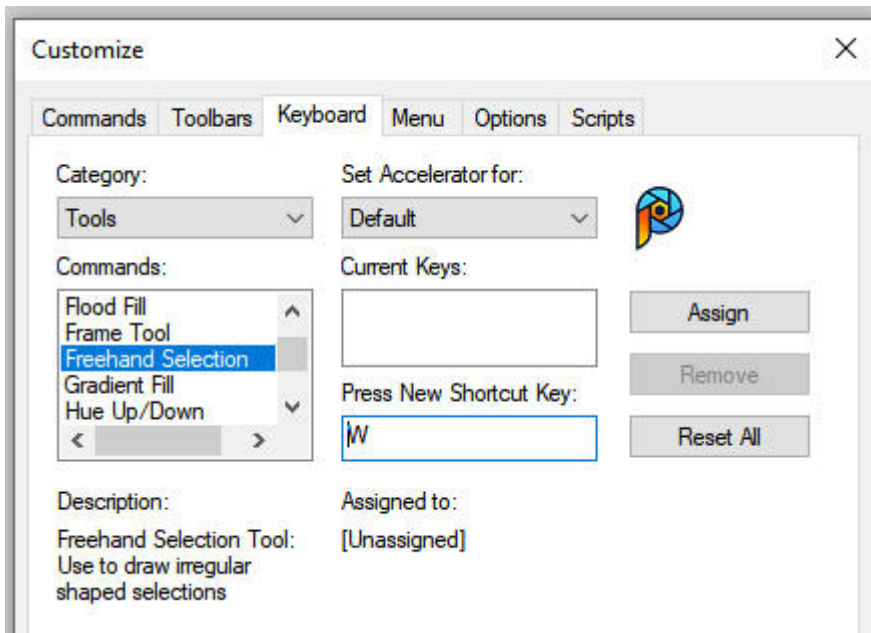 Customize
Commands Toolbars Keyboard Menu Options Scripts
Category:
Set Accelerator for:
Tools
Default
Commands:
Current Keys:
Flood Fill
Frame Tool
Freehand Selection
Gradient Fill
Hue Up/Down
Assign
Remove
Press New Shortcut Key:
W
Reset All
Description:
Assigned to:
Freehand Selection Tool:
Use to draw irregular
shaped selections
[Unassigned]